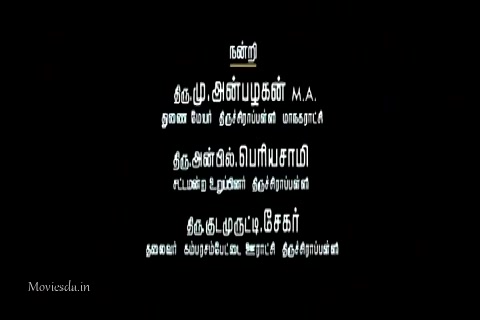 நன்றி
திரு.மு.அன்பழகன் M.A.
துணை மேயர் திருச்சிராப்பள்ளி மாநகராட்சி
திரு.அன்பில்.பெரியசாமி
சட்டமன்ற உறுப்பினர் திருச்சிராப்பள்ளி
திரு.குடமுருட்டி.சேகர்
தலைவர் கம்பரசம்பேட்டை ஊராட்சி திருச்சிராப்பள்ளி
Moviesda.in